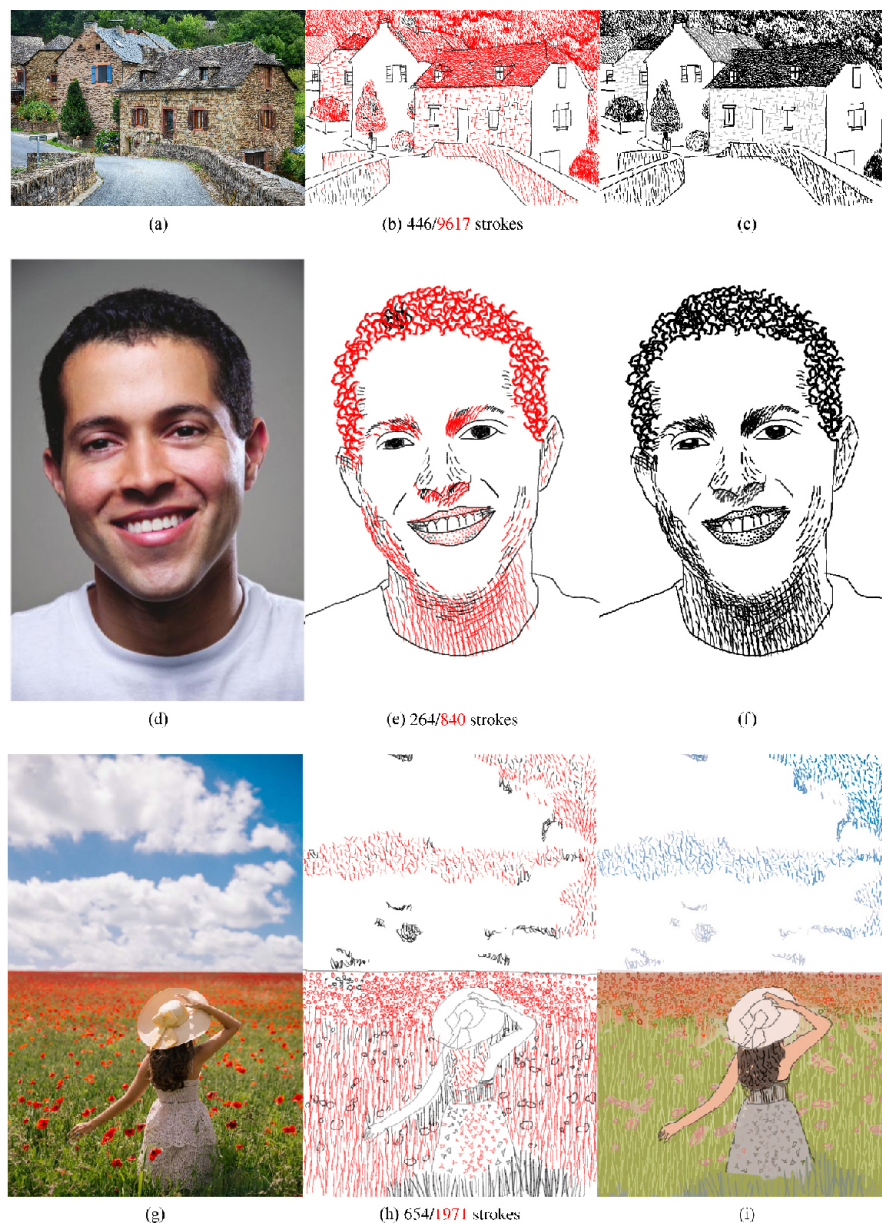 (a)
(b) 446/9617 strokes
(c)
(d)
(e) 264/840 strokes
(f)
(g)
(h) 654/1971 strokes
(i)